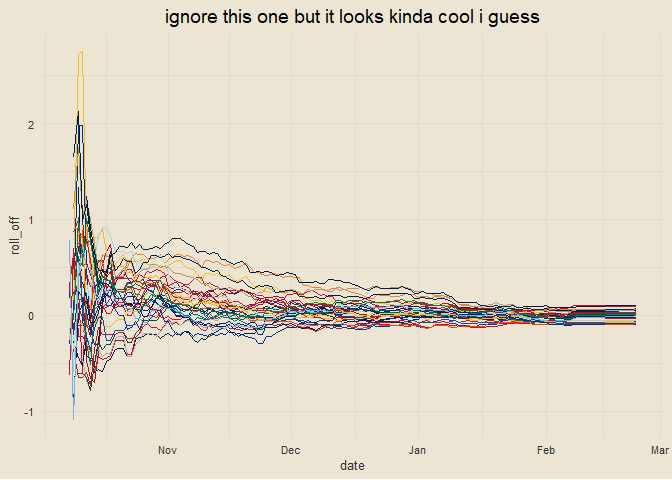 ignore this one but it looks kinda cool i guess
roll_off
2
1
0
-1
Nov
Dec
Jan
Feb
Mar
date